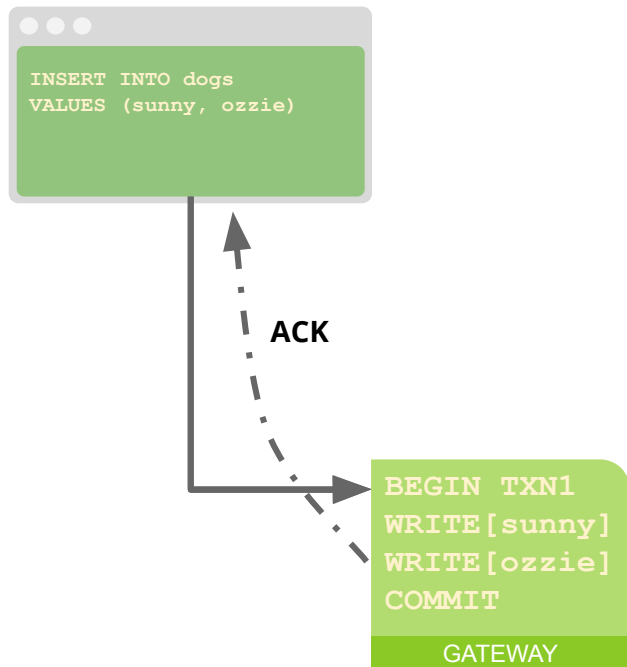 INSERT INTO dogs
VALUES (sunny, ozzie)
ACK
BEGIN TXN1
WRITE[sunny]
WRITE[ozzie]
COMMIT
GATEWAY